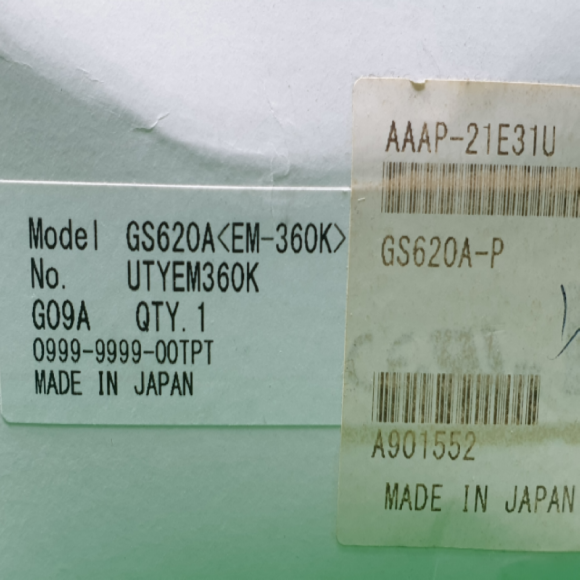 Model GS620A<EM-360K>
No. UTYEM360K
G09A QTY. 1
0999-9999-00TPT
MADE IN JAPAN
AAAP-21E31U
GS620A-P
A901552
MADE IN JAPAN